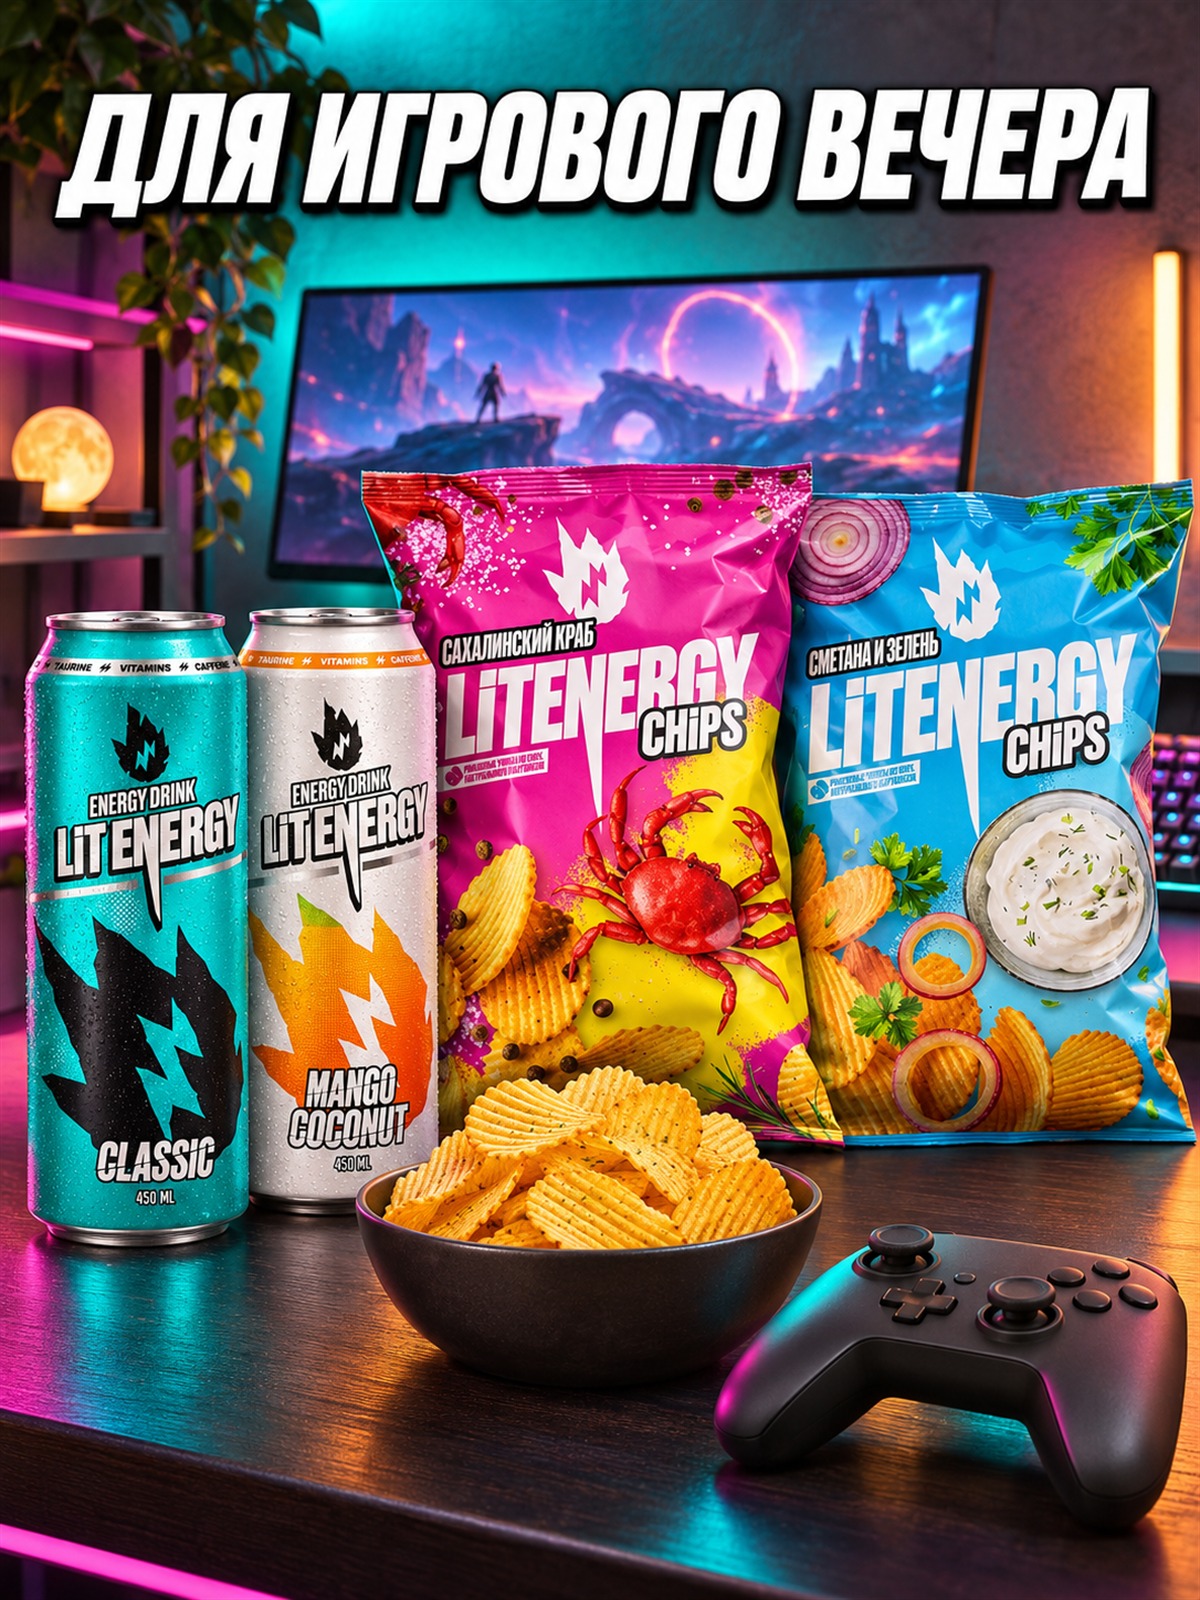 ДЛЯ ИГРОВОГО ВЕЧЕРА
TAURINE VITAMINS CAFFEINE
ENERGY DRINK
LIT ENERGY
CLASSIC
450 ML
TAURINE VITAMINS CAFFEINE
ENERGY DRINK
LIT ENERGY
MANGO
COCONUT
450 ML
САХАЛИНСКИЙ КРАБ
LITENERGY
CHIPS
СМЕТАНА И ЗЕЛЕНЬ
LITENERGY
CHIPS